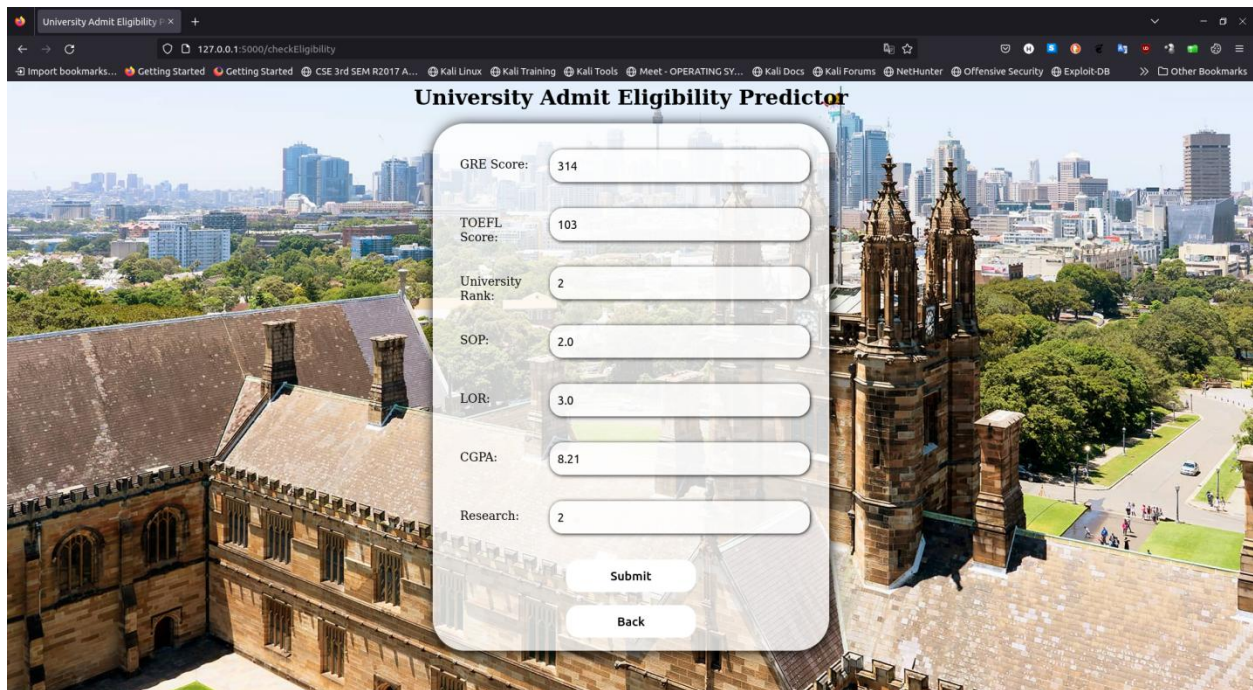 University Admit Eligibility P
127.0.0.1:5000/checkEligibility
Import bookmarks... Getting Started Getting Started CSE 3rd SEM R2017 A... Kali Linux Kali Training Kali Tools Meet - OPERATING SY... Kali Docs Kali Forums NetHunter Offensive Security Exploit-DB Other Bookmarks
University Admit Eligibility Predictor
GRE Score: 314
TOEFL
Score: 103
University
Rank: 2
SOP: 2.0
LOR: 3.0
CGPA: 8.21
Research: 2
Submit
Back